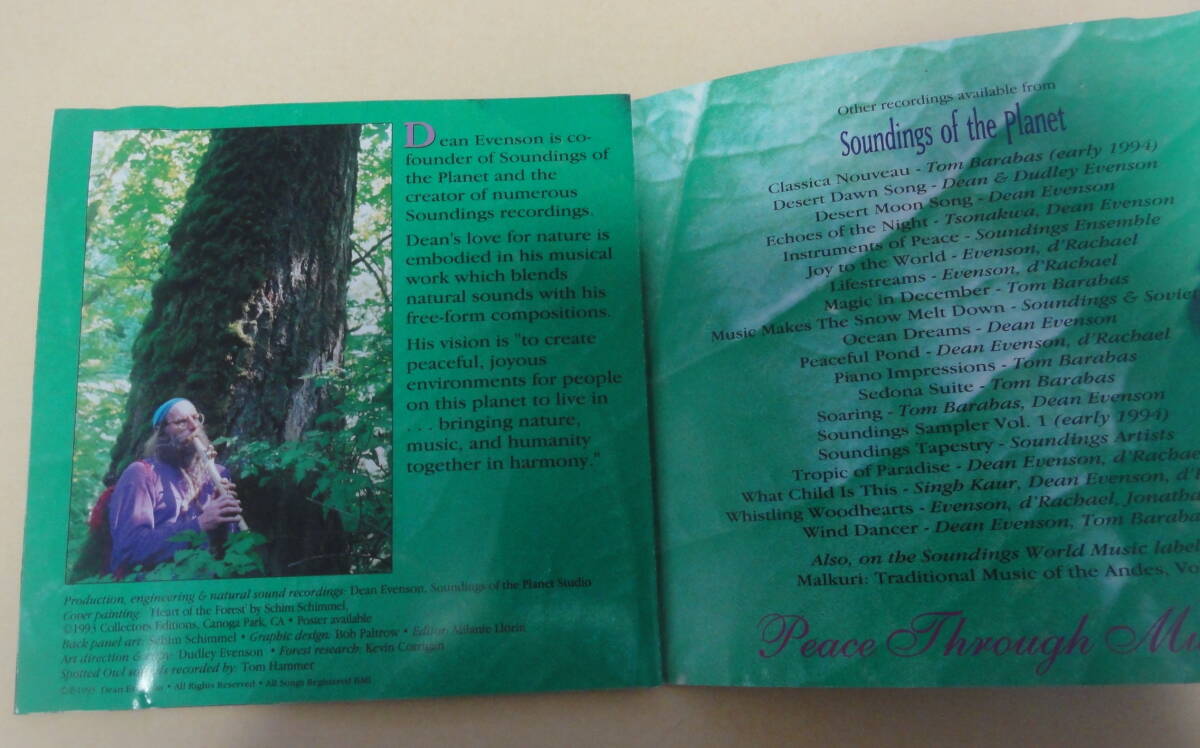 Dean Evenson is co-
founder of Soundings of
the Planet and the
creator of numerous
Soundings recordings.
Dean's love for nature is
embodied in his musical
work which blends
natural sounds with his
free-form compositions.
His vision is "to create
peaceful, joyous
environments for people
on this planet to live in
. . . bringing nature,
music, and humanity
together in harmony."
Production, engineering & natural sound recordings: Dean Evenson, Soundings of the Planet Studio
Cover painting: 'Heart of the Forest' by Schim Schimmel,
©1993 Collectors Editions, Canoga Park, CA • Poster available
Back panel art: Schim Schimmel • Graphic design: Bob Paltrow • Editor: Melanie
Art direction & Dudley Evenson • Forest research: Kevin Corrigan
Spotted Owl recorded by: Tom Hammer
Dean • All Rights Reserved • All Songs Registered BMI
Other recordings available from
Soundings of the Planet
Classica Nouveau - Tom Barabas (early 1994)
Desert Dawn Song - Dean & Dudley Evenson
Desert Moon Song - Dean Evenson
Echoes of the Night - Tsonakwa, Dean Evenson
Instruments of Peace - Soundings Ensemble
Joy to the World - Evenson, d'Rachael
Lifestreams - Evenson, d'Rachael
Magic in December - Tom Barabas
Music Makes The Snow Melt Down - Soundings & Soviet
Ocean Dreams - Dean Evenson
Peaceful Pond - Dean Evenson, d'Rachael
Piano Impressions - Tom Barabas
Sedona Suite - Tom Barabas
Soaring - Tom Barabas, Dean Evenson
Soundings Sampler Vol. 1 (early 1994)
Soundings Tapestry - Soundings Artists
Tropic of Paradise - Dean Evenson, d'Rachae
What Child Is This - Singh Kaur, Dean Evenson, d'
Whistling Woodhearts - Evenson, d'Rachael, Jonatha
Wind Dancer - Dean Evenson, Tom Baraba
Also, on the Soundings World Music label
Malkuri: Traditional Music of the Andes, Vo
Peace Through Mu